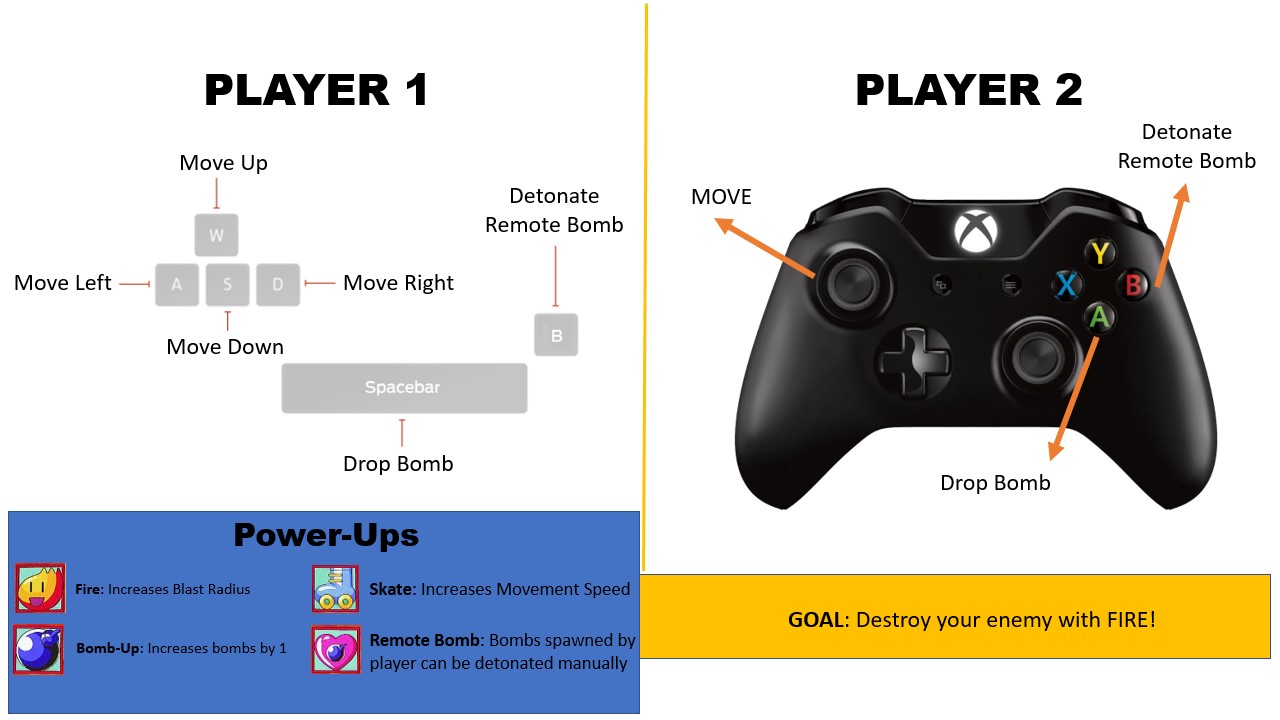 PLAYER 1
Move Up
W
Move Left
A
S
D
Move Right
Move Down
Detonate
Remote Bomb
B
Spacebar
Drop Bomb
PLAYER 2
Detonate
Remote Bomb
MOVE
Y
X
B
A
Drop Bomb
Power-Ups
Fire: Increases Blast Radius
Skate: Increases Movement Speed
Bomb-Up: Increases bombs by 1
Remote Bomb: Bombs spawned by
player can be detonated manually
GOAL: Destroy your enemy with FIRE!